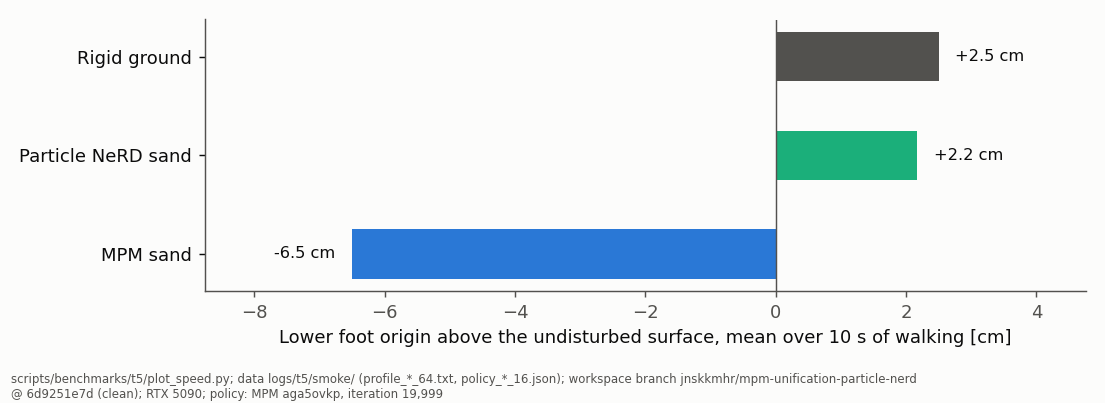 Rigid ground
+2.5 cm
Particle NeRD sand
+2.2 cm
MPM sand
-6.5 cm
−8 −6 −4 −2 0 2 4
Lower foot origin above the undisturbed surface, mean over 10 s of walking [cm]
scripts/benchmarks/t5/plot_speed.py; data logs/t5/smoke/ (profile_*_64.txt, policy_*_16.json); workspace branch jnskkmhr/mpm-unification-particle-nerd
@ 6d9251e7d (clean); RTX 5090; policy: MPM aga5ovkp, iteration 19,999